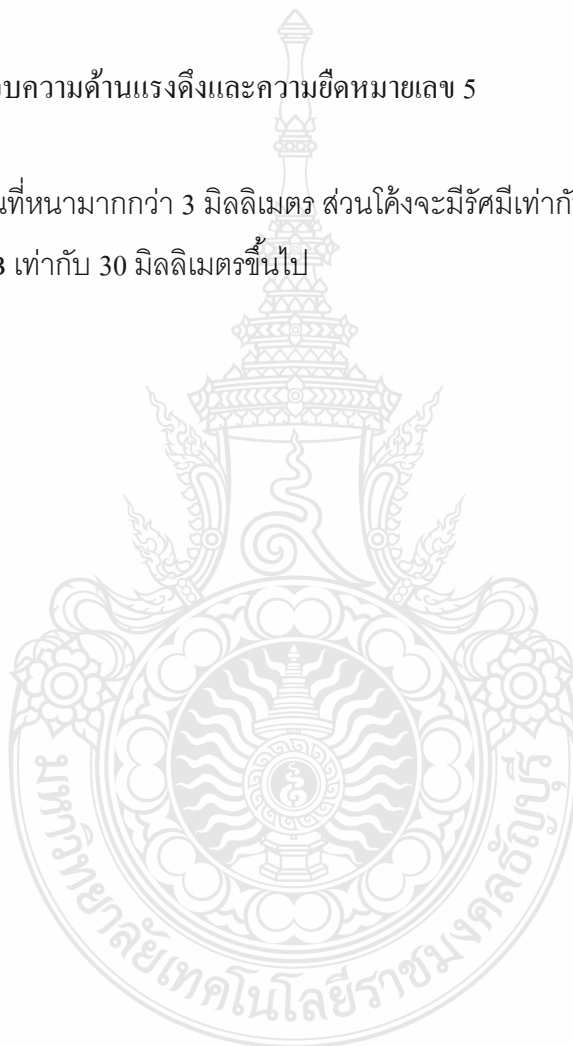 บความต้านแรงดึงและความยืดหมายเลข 5
นที่หนามากกว่า 3 มิลลิเมตร ส่วนโค้งจะมีรัศมีเท่ากั
3 เท่ากับ 30 มิลลิเมตรขึ้นไป
มหาวิทยาลัยเทคโนโลยีราชมงคลธัญบุรี